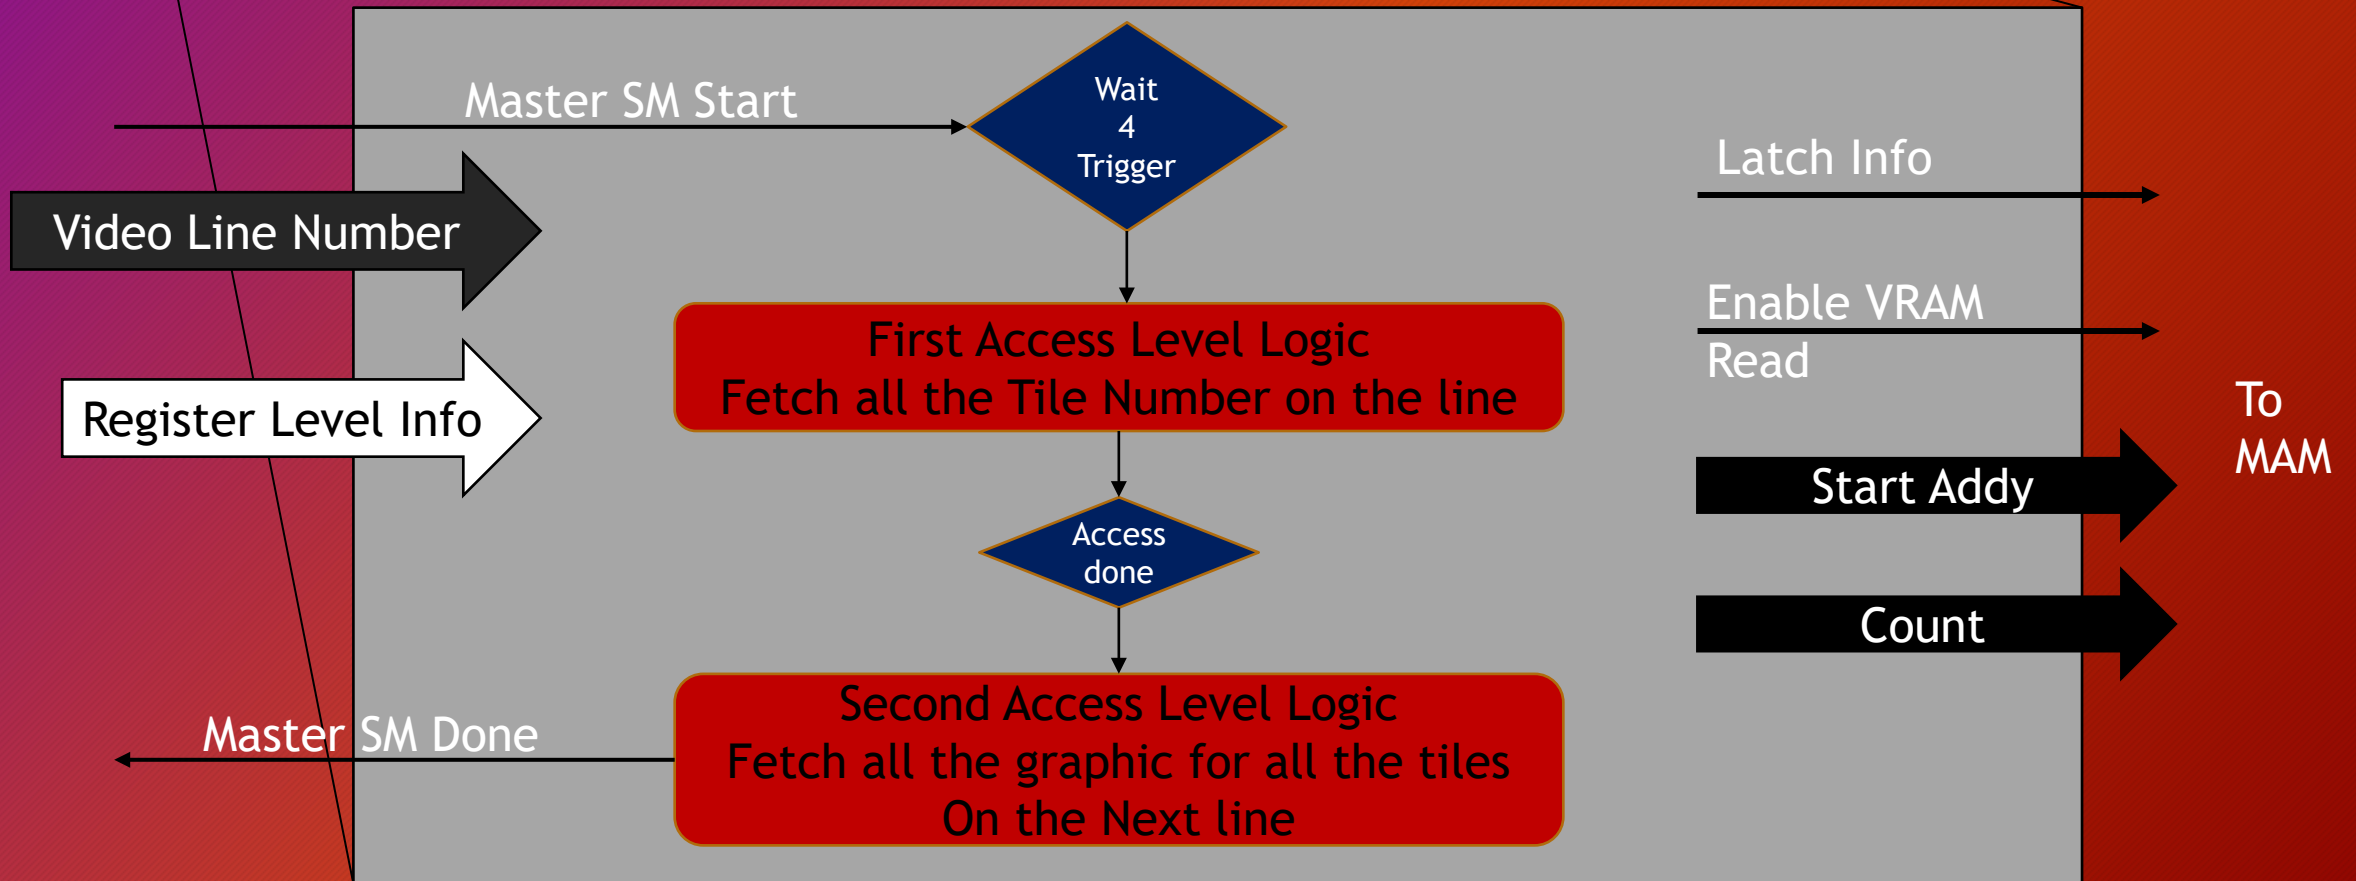 Master SM Start
Wait
4
Trigger
Video Line Number
Latch Info
Enable VRAM
Read
First Access Level Logic
Fetch all the Tile Number on the line
Register Level Info
To
MAM
Start Addy
Access
done
Count
Master SM Done
Second Access Level Logic
Fetch all the graphic for all the tiles
On the Next line